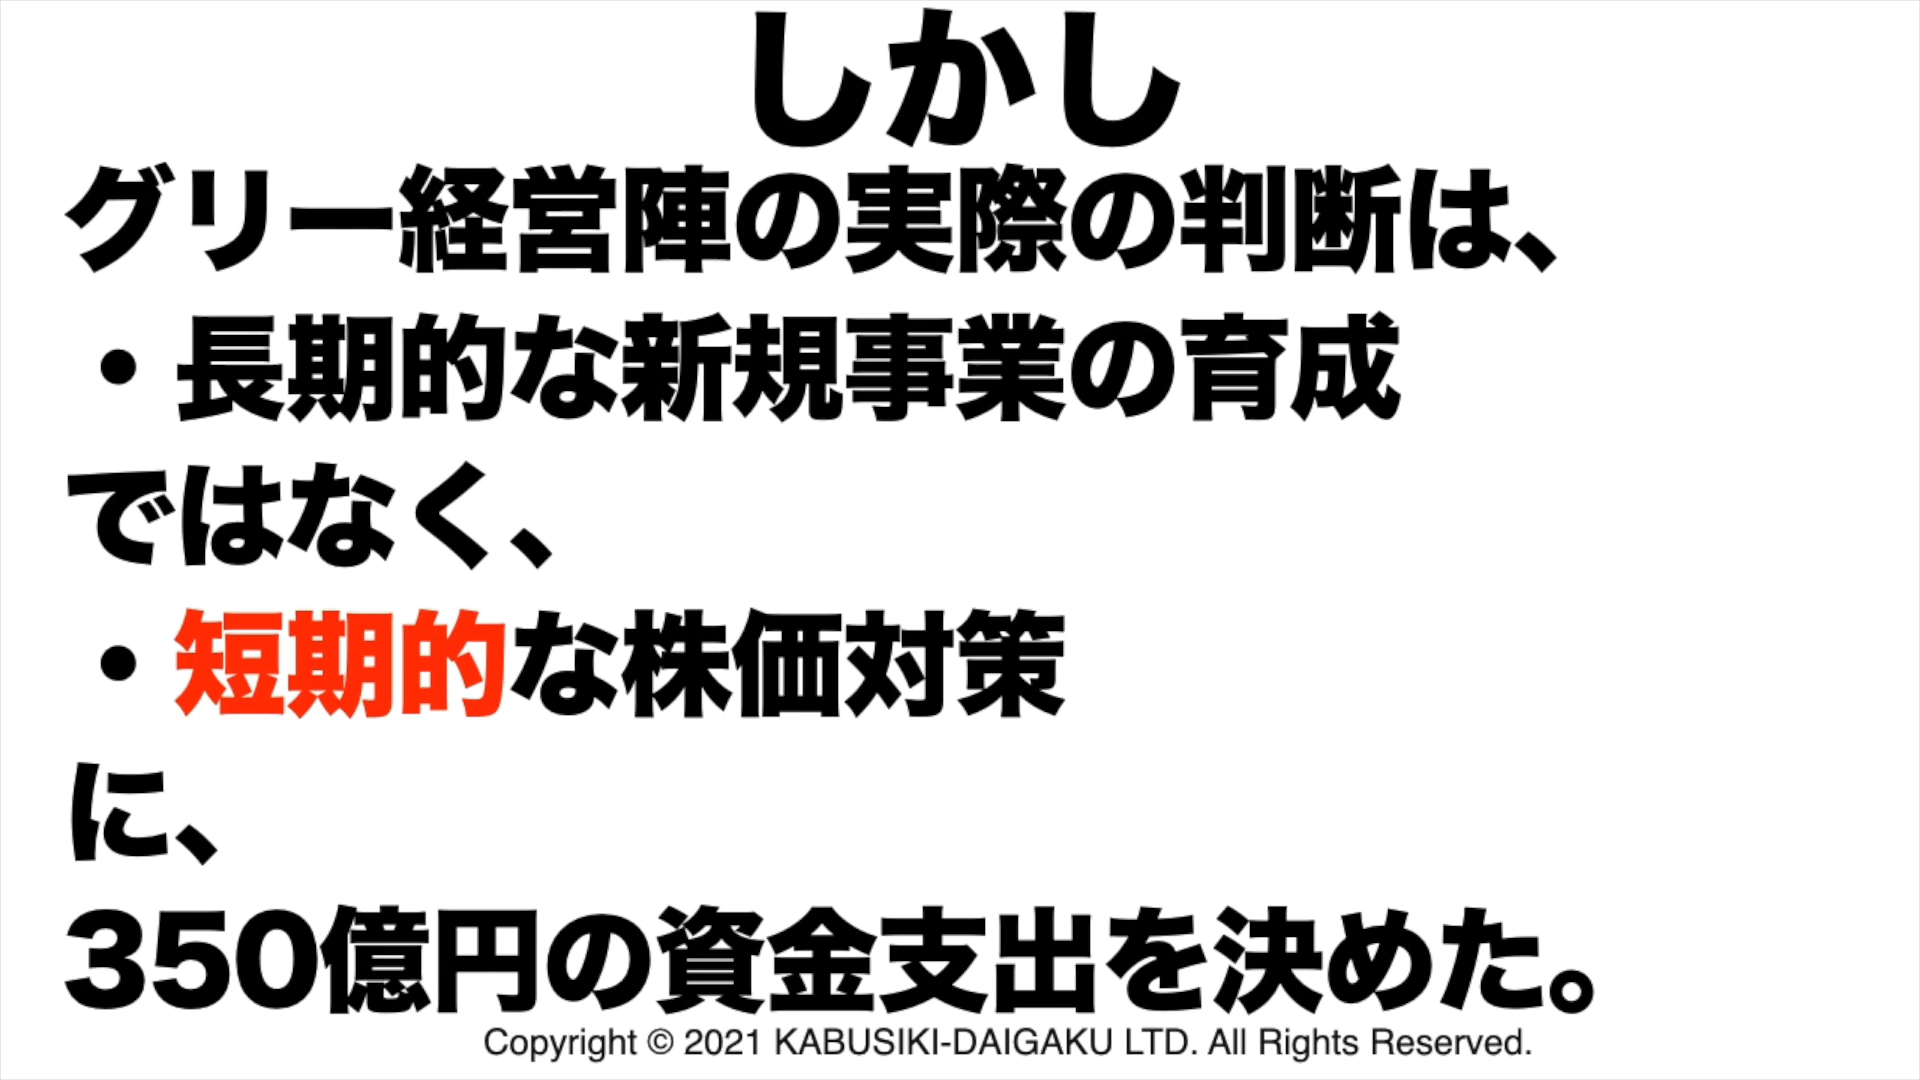 しかし
グリー経営陣の実際の判断は、
・長期的な新規事業の育成
ではなく、
・短期的な株価対策
に、
350億円の資金支出を決めた。
Copyright © 2021 KABUSIKI-DAIGAKU LTD. All Rights Reserved.